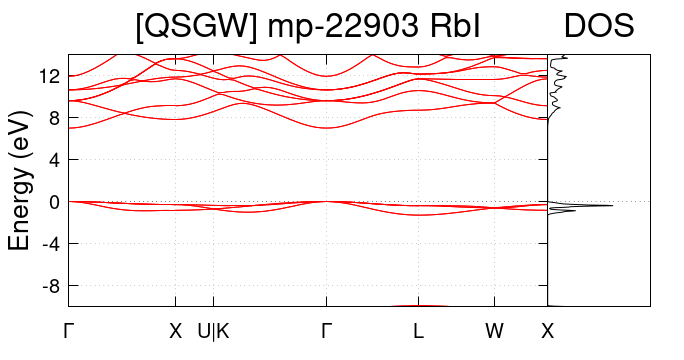 [QSGW] mp-22903 RbI DOS
Energy (eV)
12
8
4
0
-4
-8
Γ X U|K Γ L W X